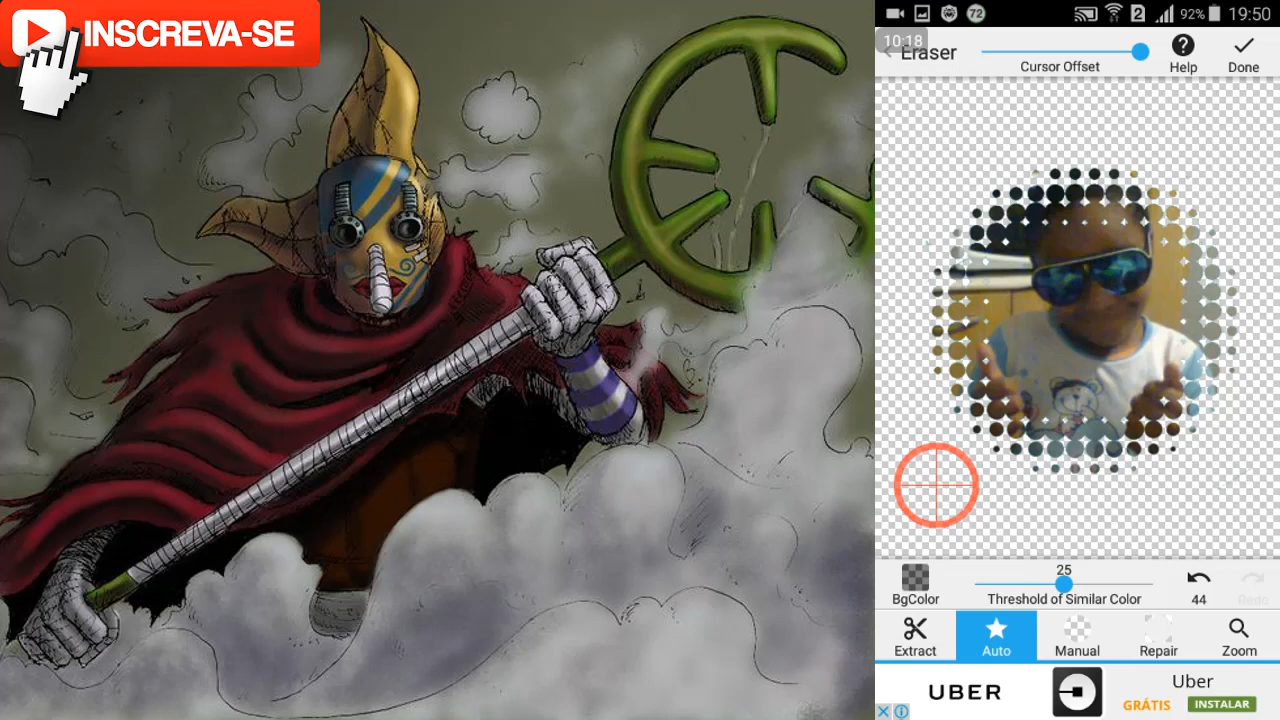 INSCREVA-SE
72
2
92%
19:50
10:18
Eraser
Cursor Offset
Help
Done
25
BgColor
Threshold of Similar Color
44
Redo
Extract
Auto
Manual
Repair
Zoom
UBER
Uber
GRÁTIS
INSTALAR